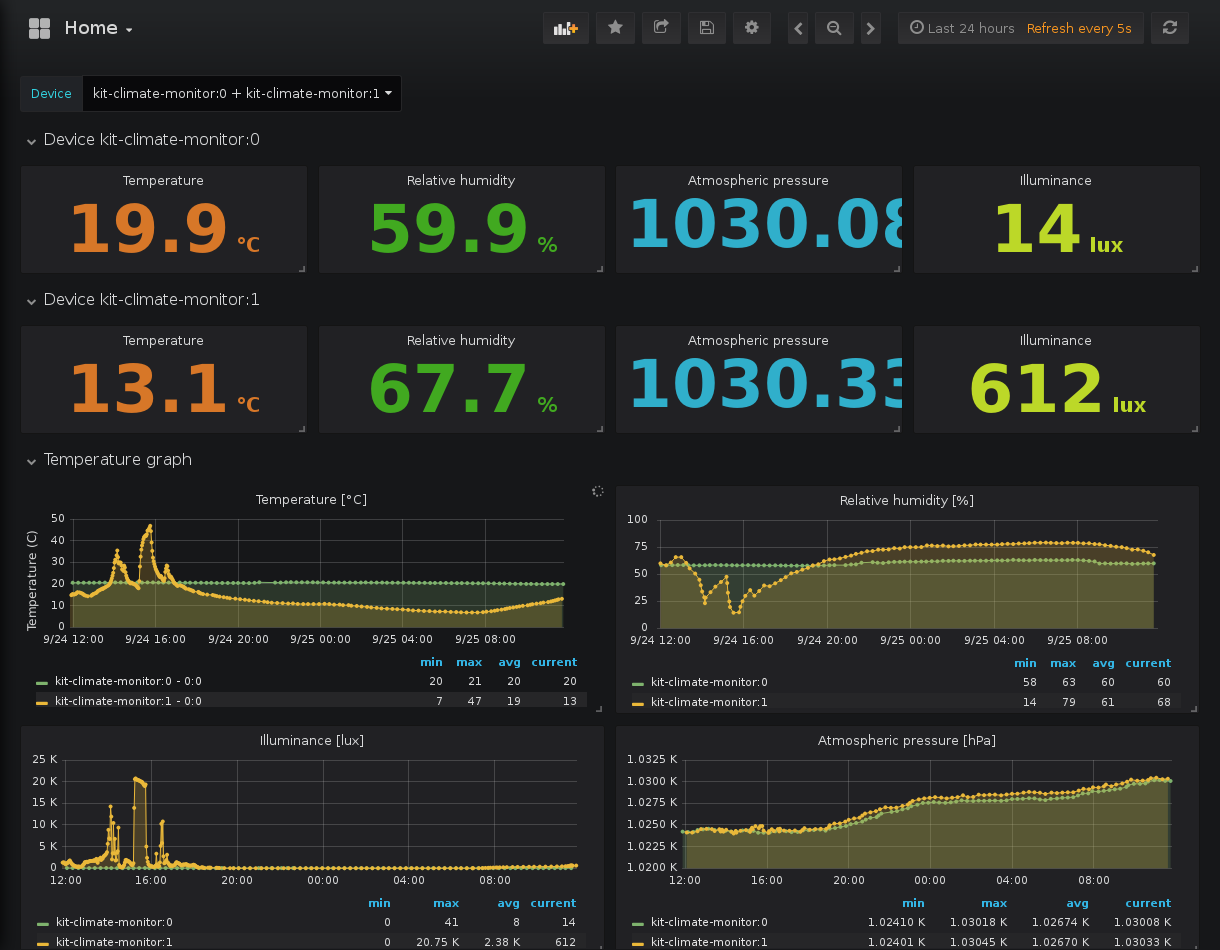 Home
Last 24 hours Refresh every 5s
Device kit-climate-monitor:0 + kit-climate-monitor:1
Device kit-climate-monitor:0
Temperature Relative humidity Atmospheric pressure Illuminance
19.9 °C 59.9 % 1030.08 14 lux
Device kit-climate-monitor:1
Temperature Relative humidity Atmospheric pressure Illuminance
13.1 °C 67.7 % 1030.33 612 lux
Temperature graph
Temperature [°C]
Temperature (C)
50
40
30
20
10
0
9/24 12:00 9/24 16:00 9/24 20:00 9/25 00:00 9/25 04:00 9/25 08:00
min max avg current
kit-climate-monitor:0 - 0:0 20 21 20 20
kit-climate-monitor:1 - 0:0 7 47 19 13
Relative humidity [%]
100
75
50
25
0
9/24 12:00 9/24 16:00 9/24 20:00 9/25 00:00 9/25 04:00 9/25 08:00
min max avg current
kit-climate-monitor:0 58 63 60 60
kit-climate-monitor:1 14 79 61 68
Illuminance [lux]
25 K
20 K
15 K
10 K
5 K
0
12:00 16:00 20:00 00:00 04:00 08:00
min max avg current
kit-climate-monitor:0 0 41 8 14
kit-climate-monitor:1 0 20.75 K 2.38 K 612
Atmospheric pressure [hPa]
1.0325 K
1.0300 K
1.0275 K
1.0250 K
1.0225 K
1.0200 K
12:00 16:00 20:00 00:00 04:00 08:00
min max avg current
kit-climate-monitor:0 1.02410 K 1.03018 K 1.02674 K 1.03008 K
kit-climate-monitor:1 1.02401 K 1.03045 K 1.02670 K 1.03033 K